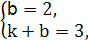 b = 2,
k + b = 3,